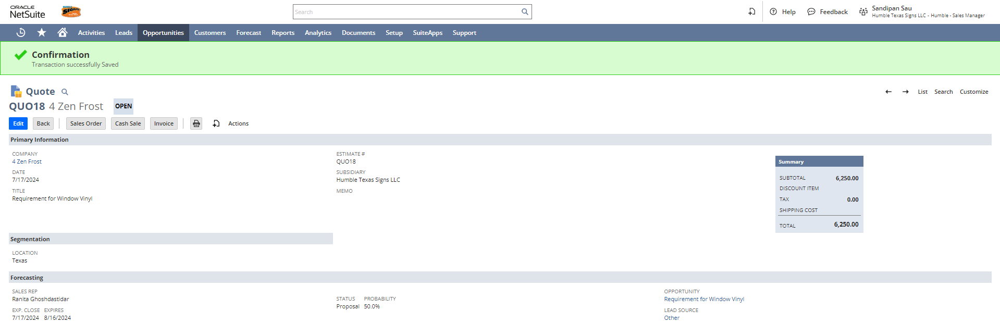 ORACLE
NetSuite
SIGNS
Search
Help
Feedback
Sandipan Sau
Humble Texas Signs LLC - Humble - Sales Manager
Activities Leads Opportunities Customers Forecast Reports Analytics Documents Setup SuiteApps Support
Confirmation
Transaction successfully Saved
Quote
List Search Customize
QUO18 4 Zen Frost OPEN
Edit Back Sales Order Cash Sale Invoice Actions
Primary Information
COMPANY
4 Zen Frost
DATE
7/17/2024
TITLE
Requirement for Window Vinyl
ESTIMATE #
QUO18
SUBSIDIARY
Humble Texas Signs LLC
MEMO
Summary
SUBTOTAL 6,250.00
DISCOUNT ITEM
TAX 0.00
SHIPPING COST
TOTAL 6,250.00
Segmentation
LOCATION
Texas
Forecasting
SALES REP
Ranita Ghoshdastidar
EXP. CLOSE EXPIRES
7/17/2024 8/16/2024
STATUS PROBABILITY
Proposal 50.0%
OPPORTUNITY
Requirement for Window Vinyl
LEAD SOURCE
Other